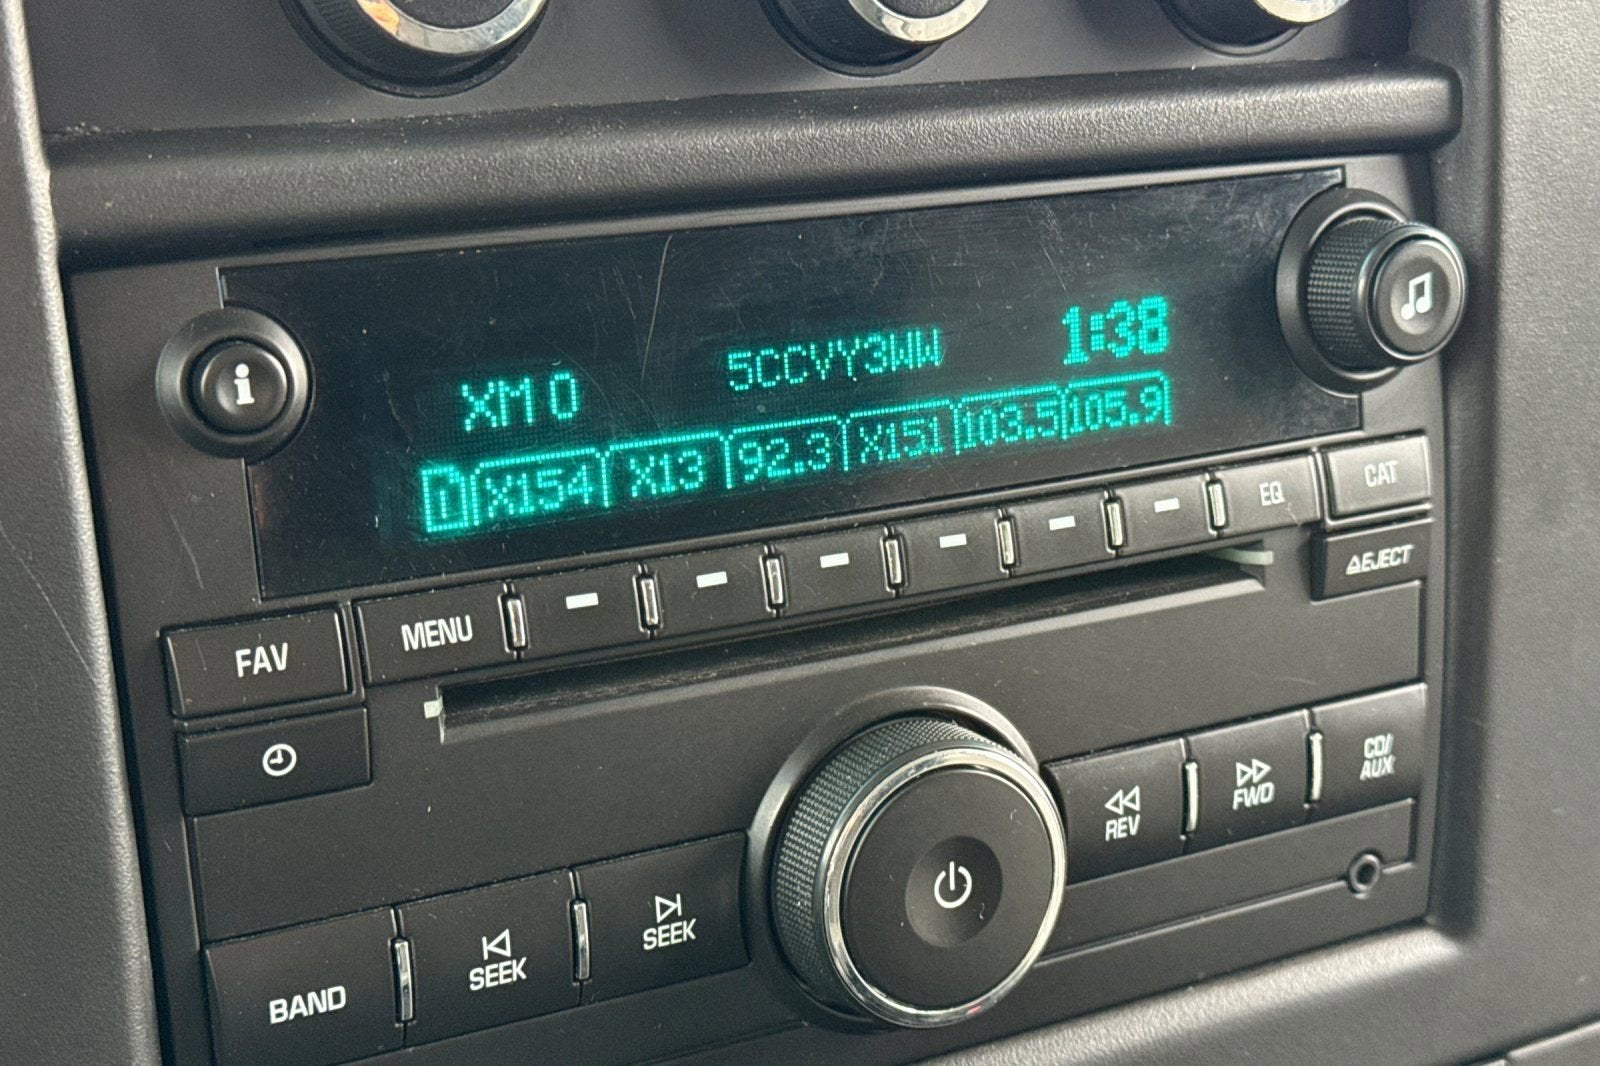 XM 0 5CCVY3WW 1:38
1 X154 X13 92.3 X151 103.5 105.9
i
FAV MENU EQ CAT
EJECT
REV FWD CD/
AUX
BAND SEEK SEEK